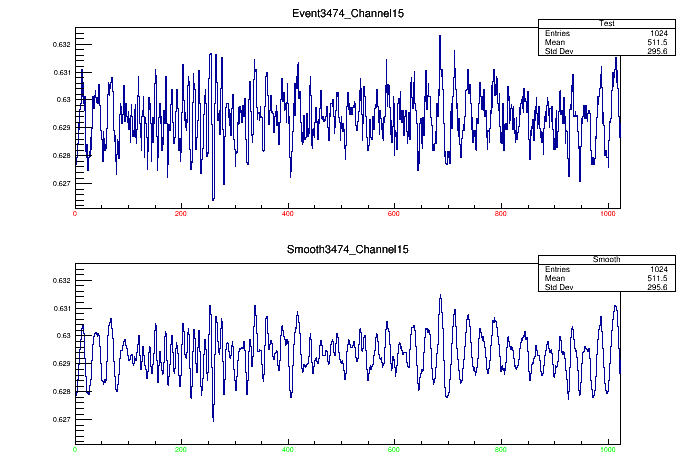 Event3474_Channel15
Test
Entries 1024
Mean 511.5
Std Dev 295.6
0.632
0.631
0.63
0.629
0.628
0.627
0 200 400 600 800 1000
Smooth3474_Channel15
Smooth
Entries 1024
Mean 511.5
Std Dev 295.6
0.632
0.631
0.63
0.629
0.628
0.627
0 200 400 600 800 1000